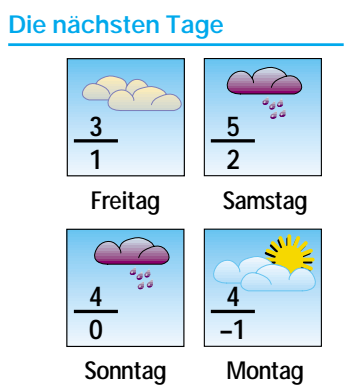 Die nächsten Tage
3 5
1 2
Freitag Samstag
4 4
0 –1
Sonntag Montag